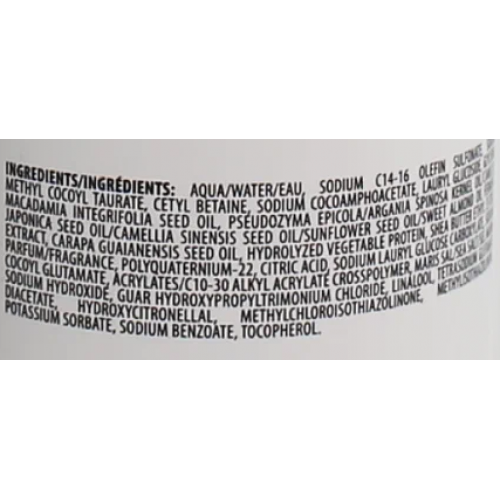 INGREDIENTS/INGRÉDIENTS: AQUA/WATER/EAU, SODIUM C14-16 OLEFIN SULFONATE,
METHYL COCOYL TAURATE, CETYL BETAINE, SODIUM COCOAMPHOACETATE, LAURYL GLUCOSIDE,
MACADAMIA INTEGRIFOLIA SEED OIL, PSEUDOZYMA EPICOLA/ARGANIA SPINOSA KERNEL OIL
JAPONICA SEED OIL/CAMELLIA SINENSIS SEED OIL/SUNFLOWER SEED OIL/SWEET ALMOND OIL
EXTRACT, CARAPA GUAIANENSIS SEED OIL, HYDROLYZED VEGETABLE PROTEIN, SHEA BUTTER
PARFUM/FRAGRANCE, POLYQUATERNIUM-22, CITRIC ACID, SODIUM LAURYL GLUCOSE
COCOYL GLUTAMATE, ACRYLATES/C10-30 ALKYL ACRYLATE CROSSPOLYMER, MARIS SAL/SEA SALT
SODIUM HYDROXIDE, GUAR HYDROXYPROPYLTRIMONIUM CHLORIDE, LINALOOL, TETRASODIUM
DIACETATE, HYDROXYCITRONELLAL, METHYLCHLOROISOTHIAZOLINONE,
POTASSIUM SORBATE, SODIUM BENZOATE, TOCOPHEROL.